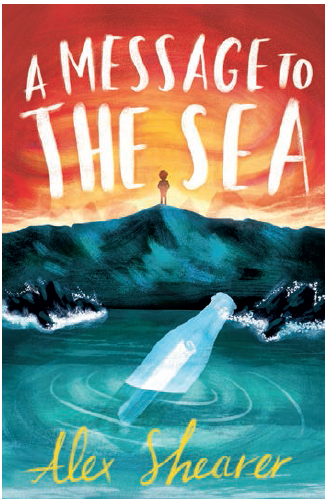 A MESSAGE TO
THE SEA
Alex Shearer